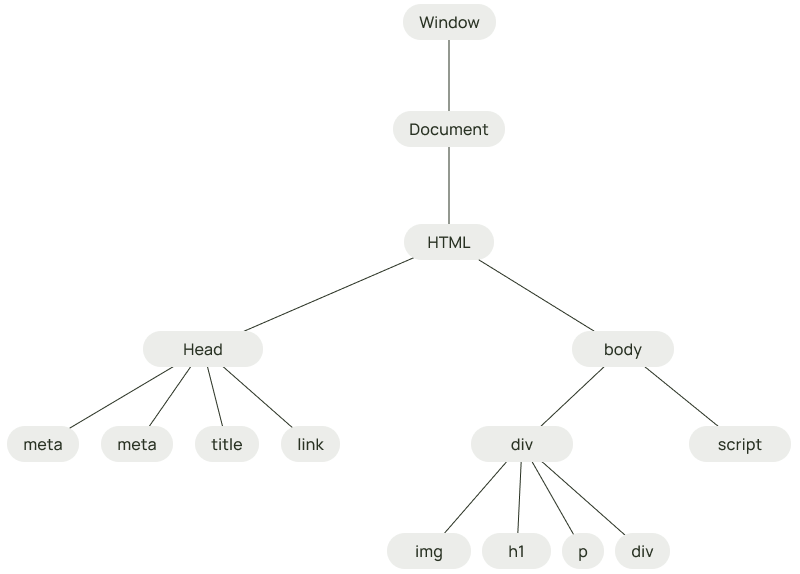 Window
Document
HTML
Head
body
meta
meta
title
link
div
script
img
h1
p
div